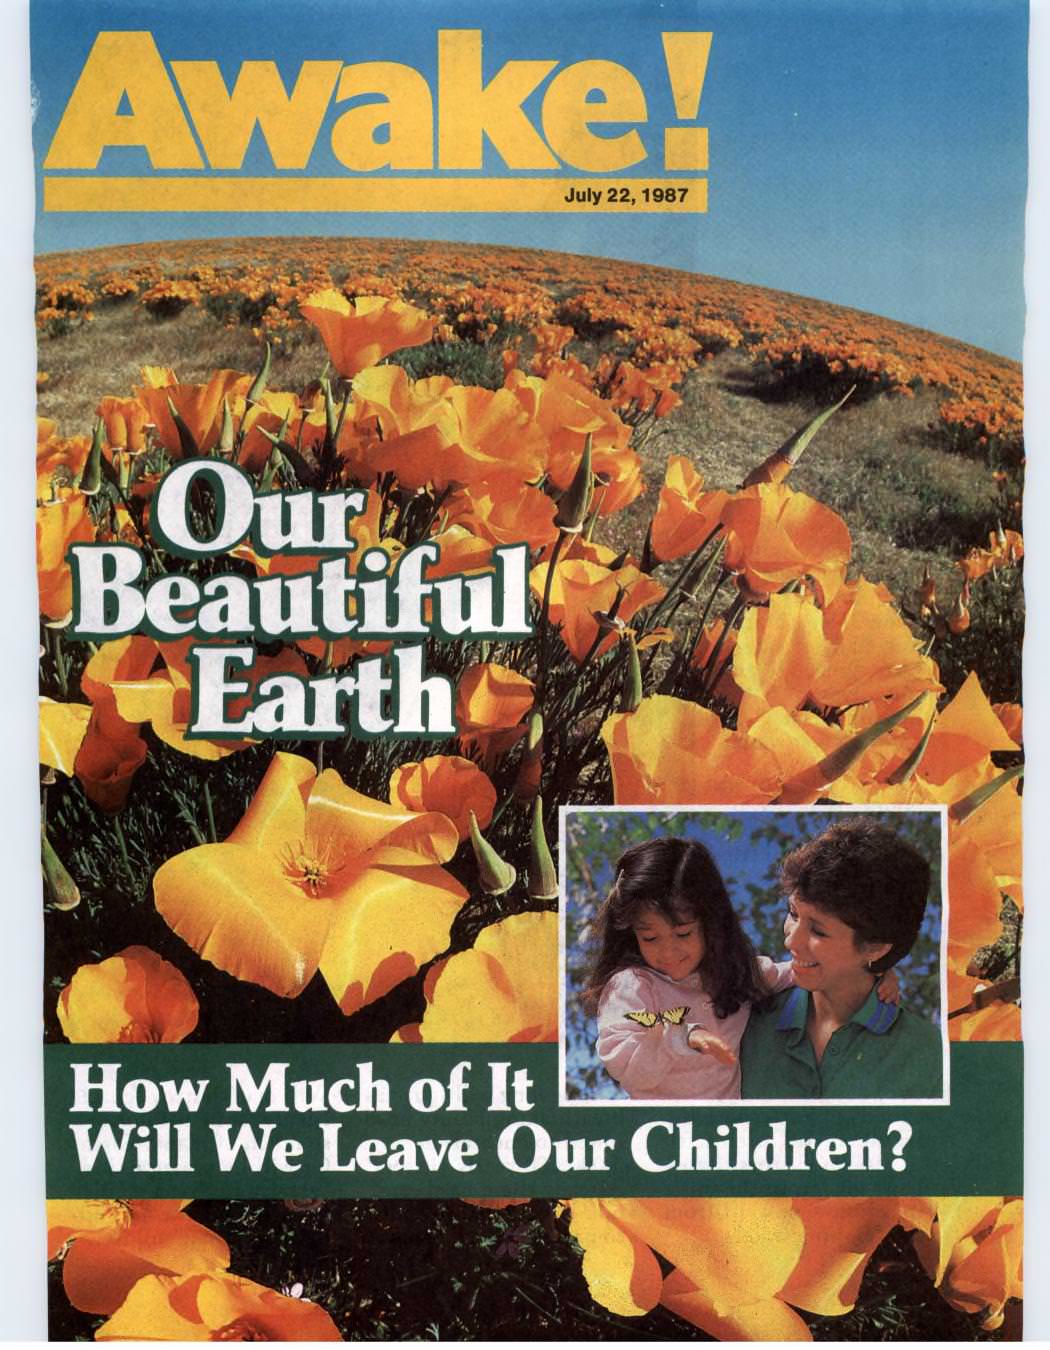 Awake!
July 22, 1987
Our
Beautiful
Earth
How Much of It
Will We Leave Our Children?